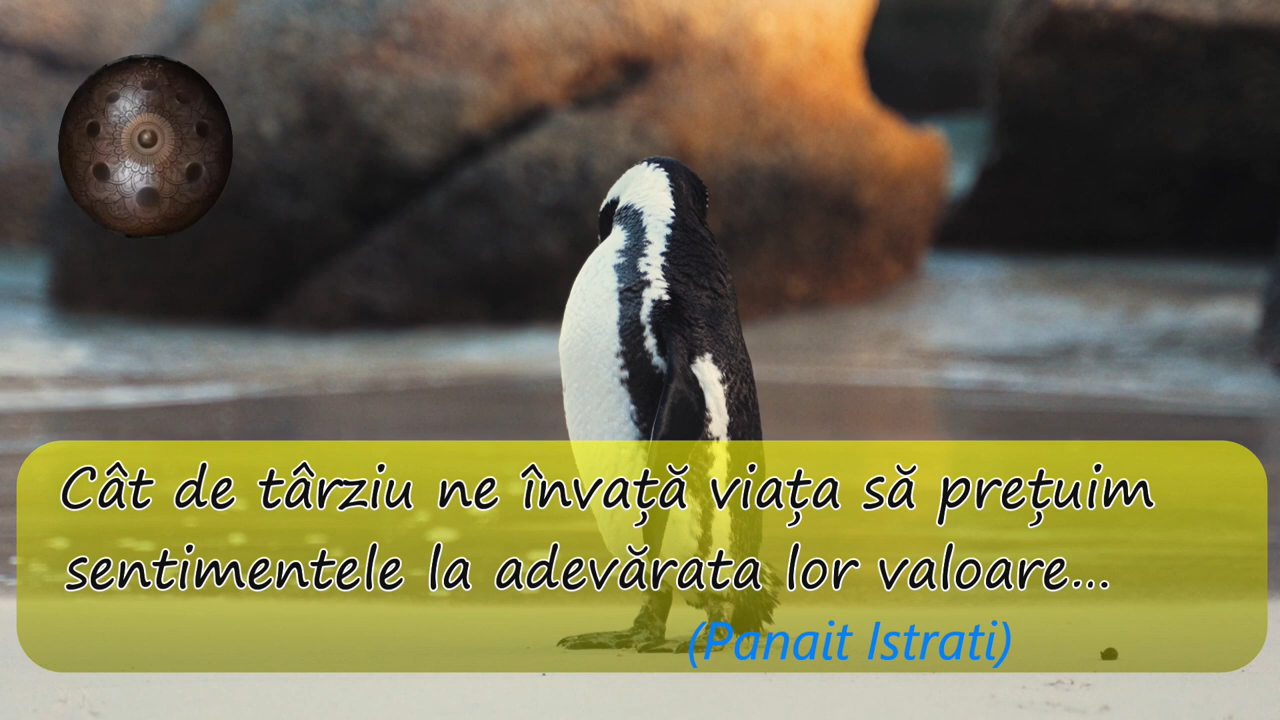 Cât de târziu ne învață viața să prețuim
sentimentele la adevărata lor valoare...
(Panait Istrati)